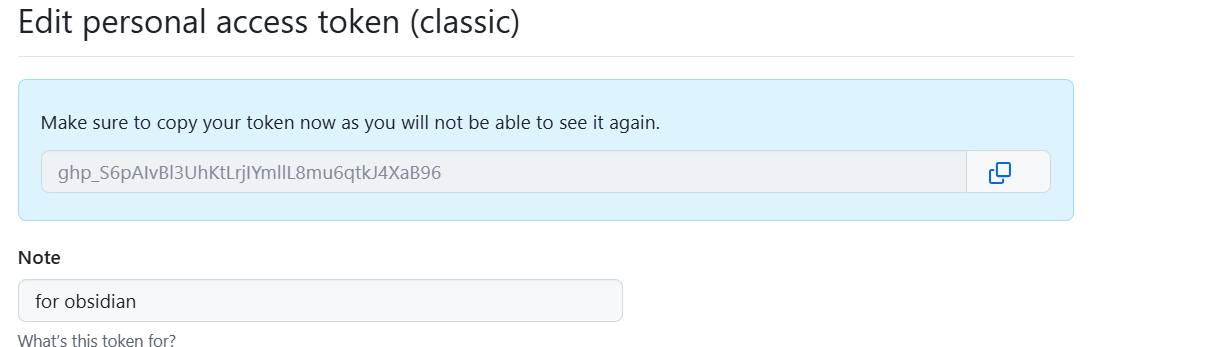 Edit personal access token (classic)
Make sure to copy your token now as you will not be able to see it again.
Note
for obsidian
What's this token for?